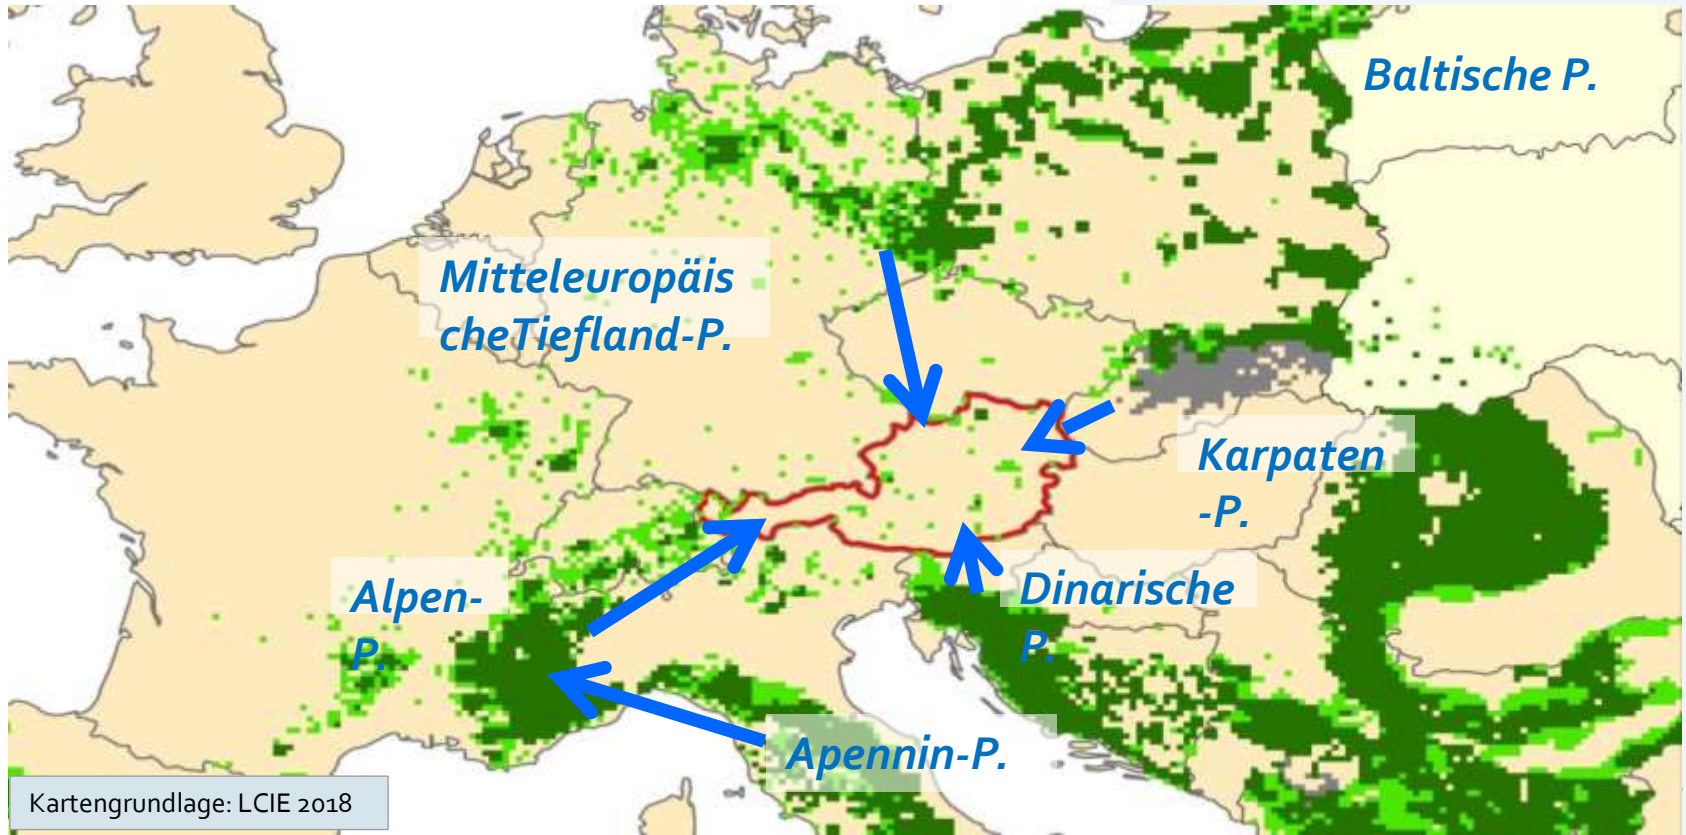 Baltische P.
Mitteleuropäis
cheTiefland-P.
Karpaten
-P.
Alpen-
P.
Dinarische
P.
Apennin-P.
Kartengrundlage: LCIE 2018